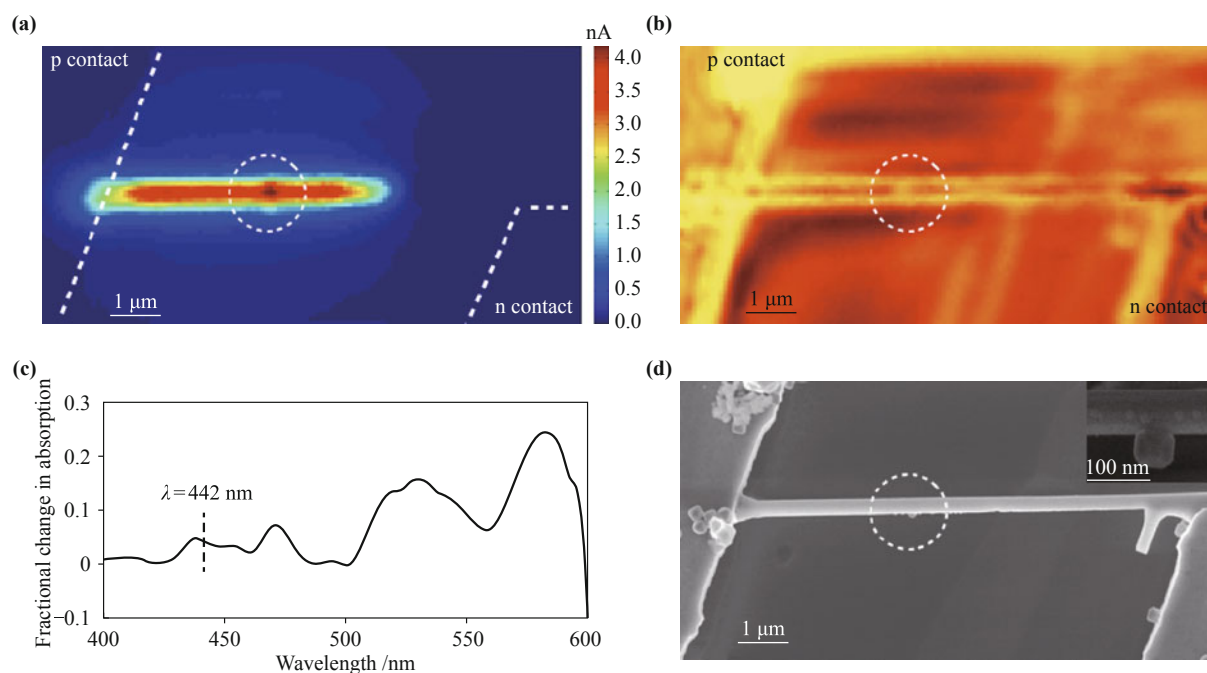 (a)
p contact
1 μm
n contact
nA
4.0
3.5
3.0
2.5
2.0
1.5
1.0
0.5
0.0
(b)
p contact
1 μm
n contact
(c)
Fractional change in absorption
0.3
0.2
0.1
0
−0.1
λ=442 nm
400
450
500
550
600
Wavelength /nm
(d)
100 nm
1 μm